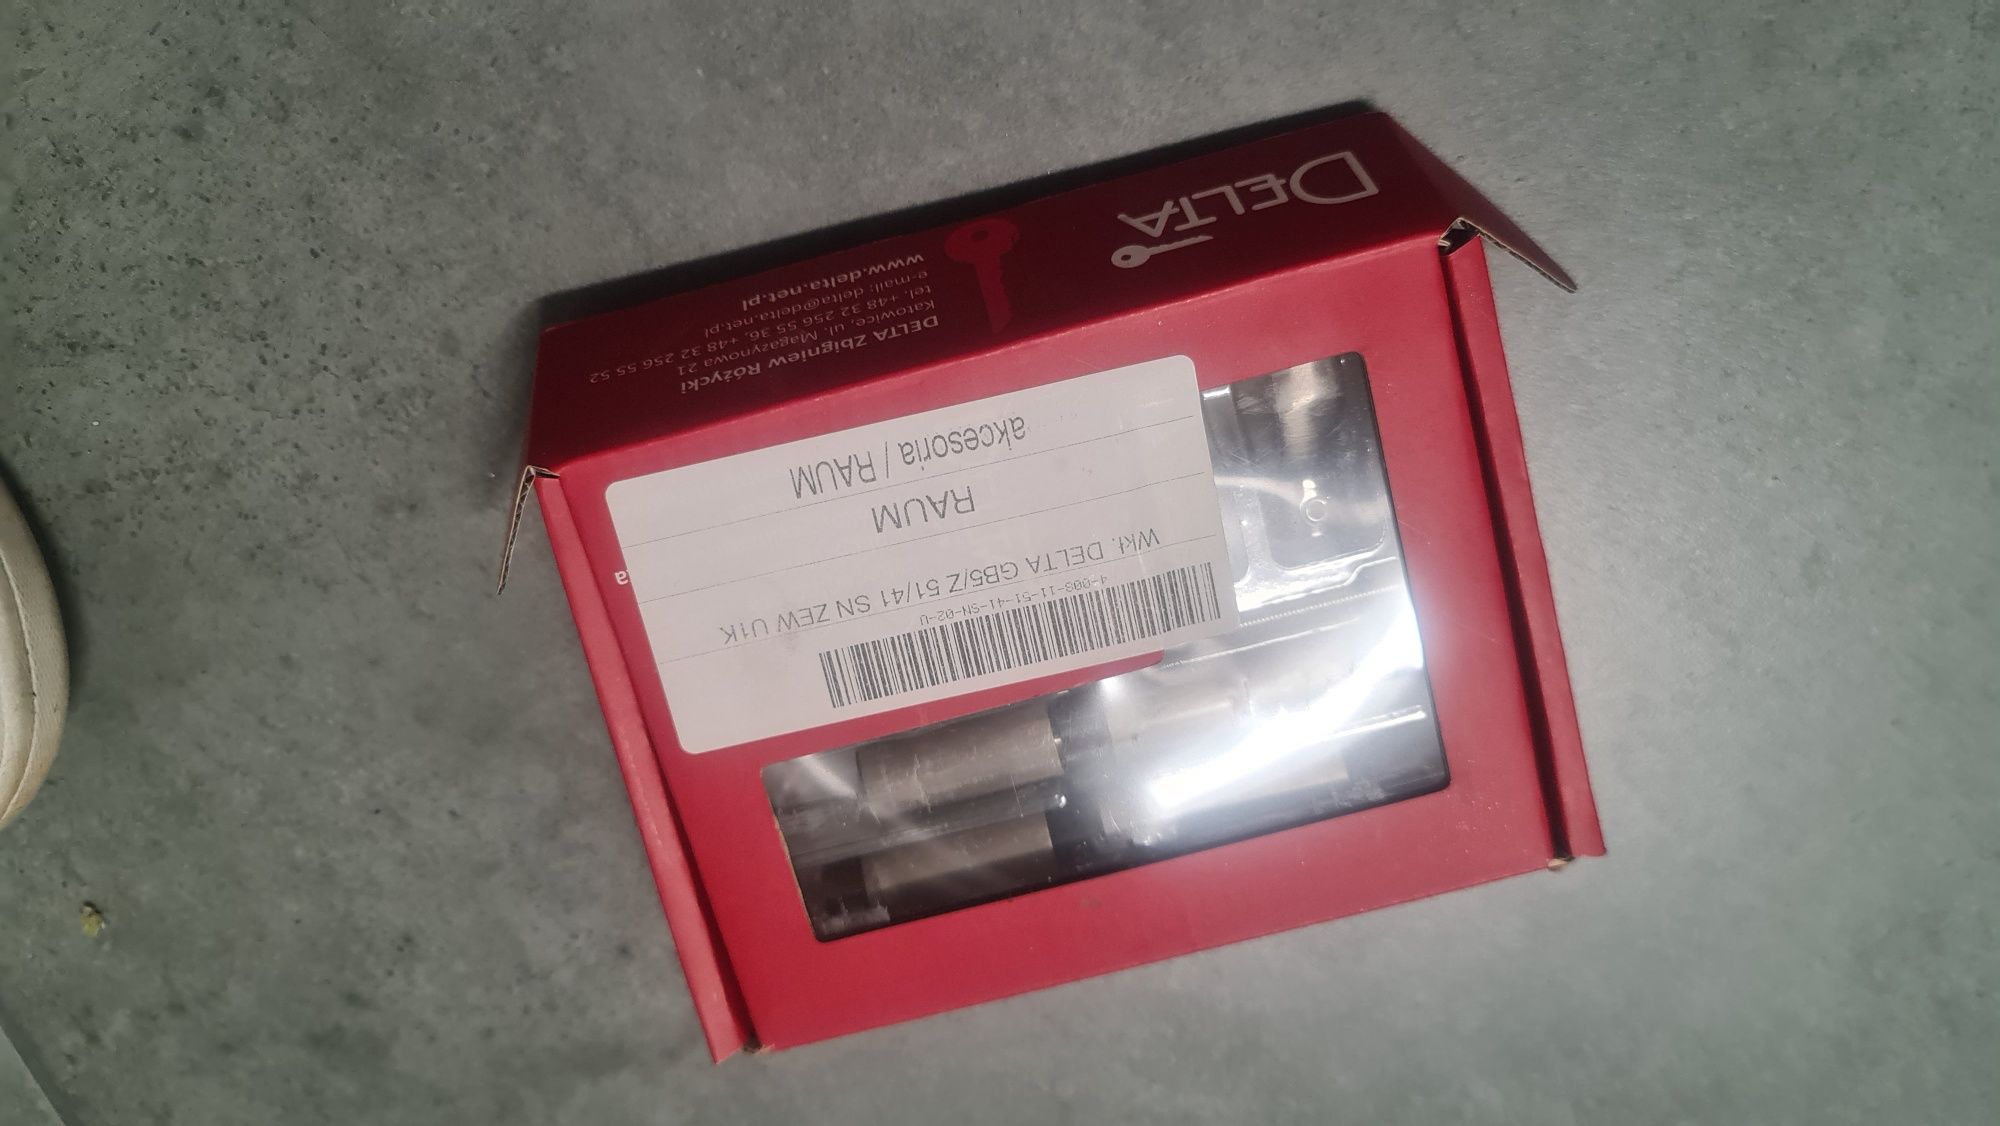 DELTA
www.delta.net.pl
e-mail: delta@delta.net.pl
tel. +48 32 256 55 36, +48 32 256 55 52
Katowice, ul. Magazynowa 21
DELTA Zbigniew Różycki
4-003-11-51-41-SN-02-U
Wkł. DELTA GB5/Z 51/41 SN ZEW U1K
RAUM
akcesoria / RAUM